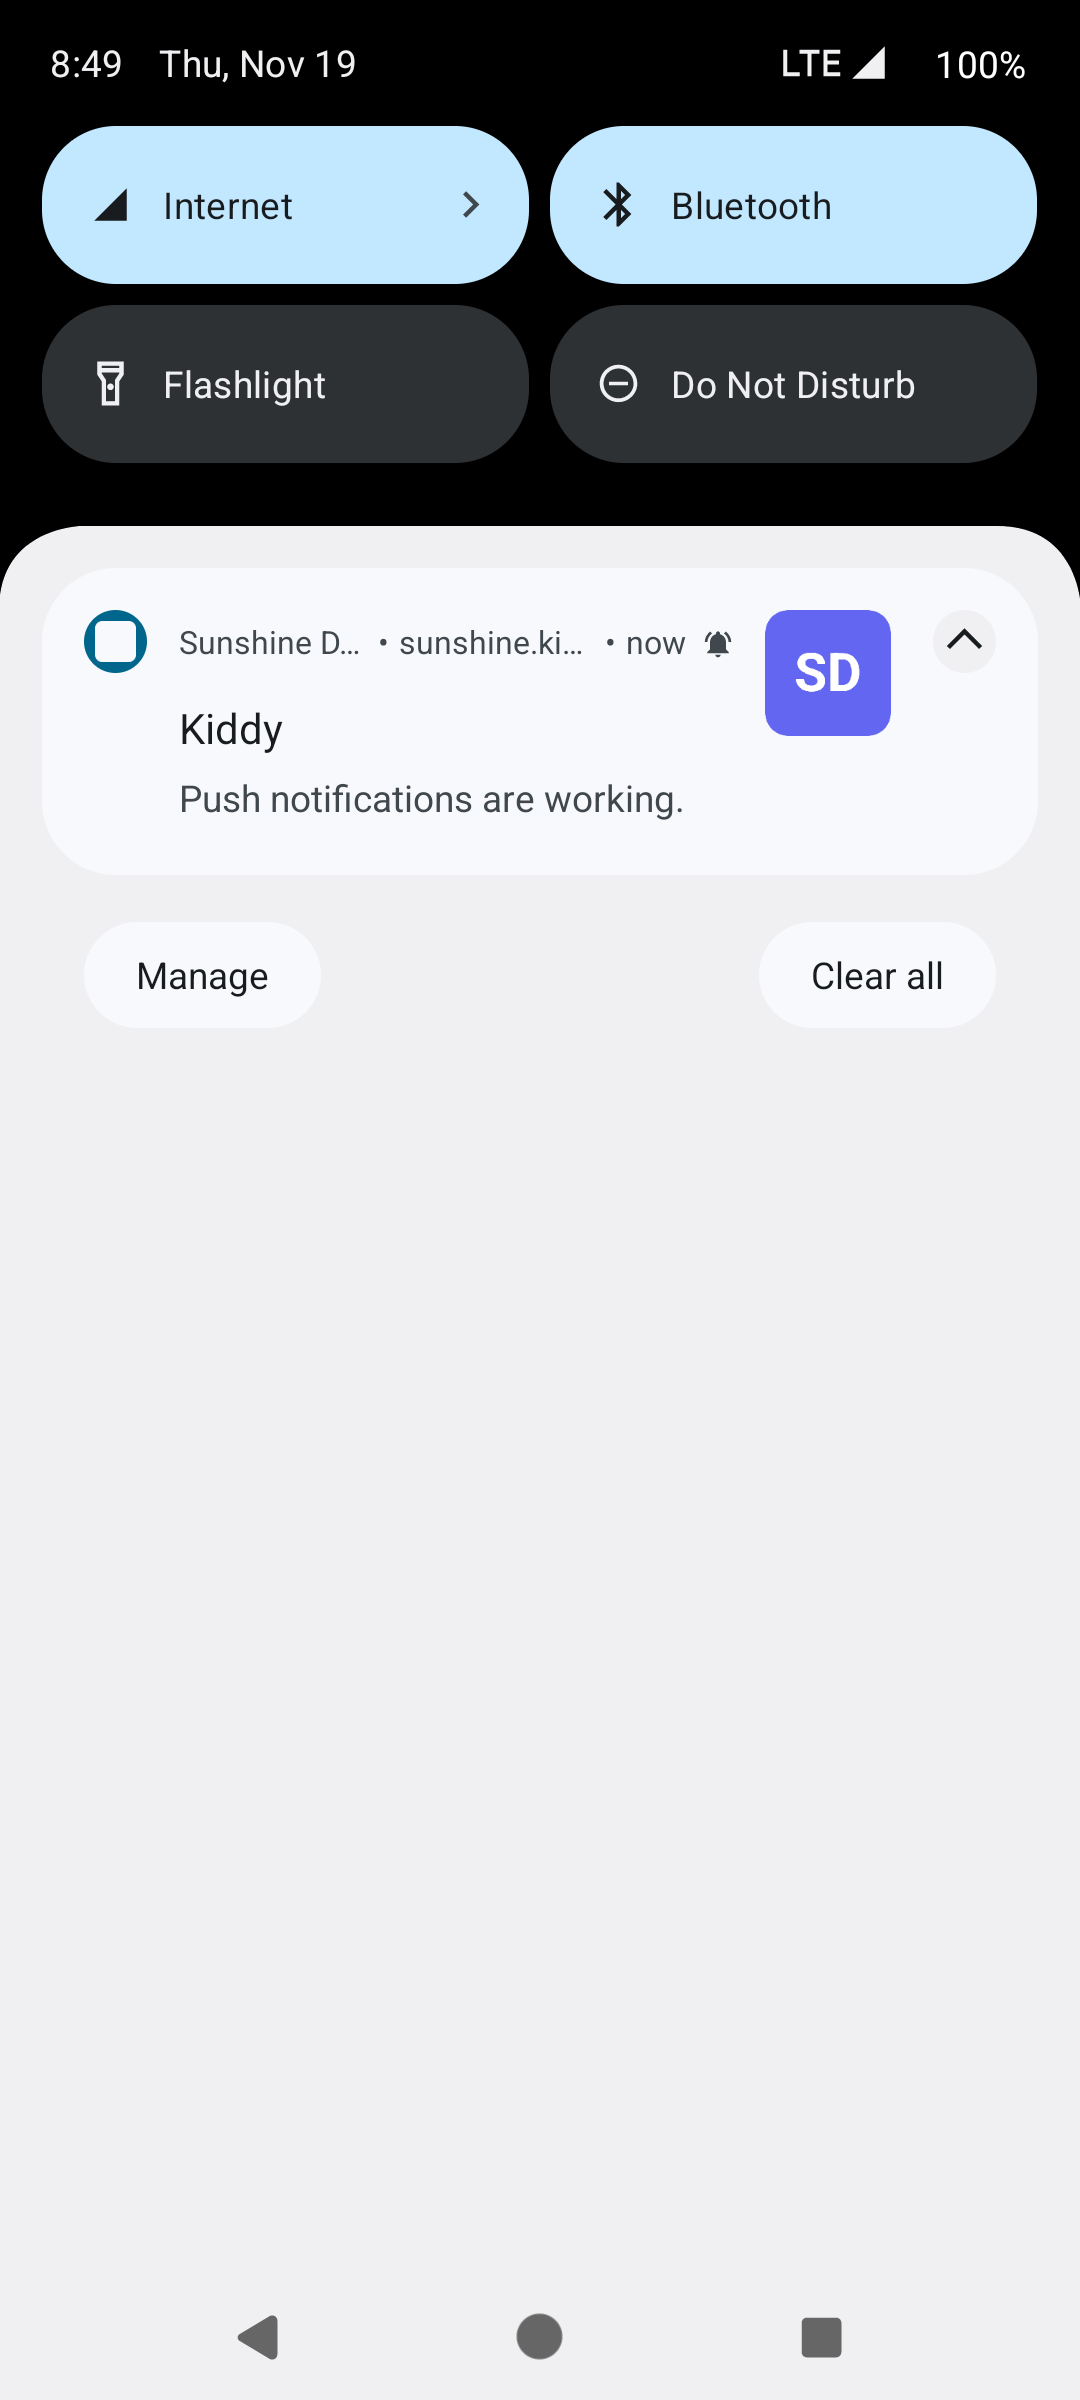 8:49 Thu, Nov 19 LTE 100%
Internet
Bluetooth
Flashlight
Do Not Disturb
Sunshine D... • sunshine.ki... • now
SD
Kiddy
Push notifications are working.
Manage
Clear all